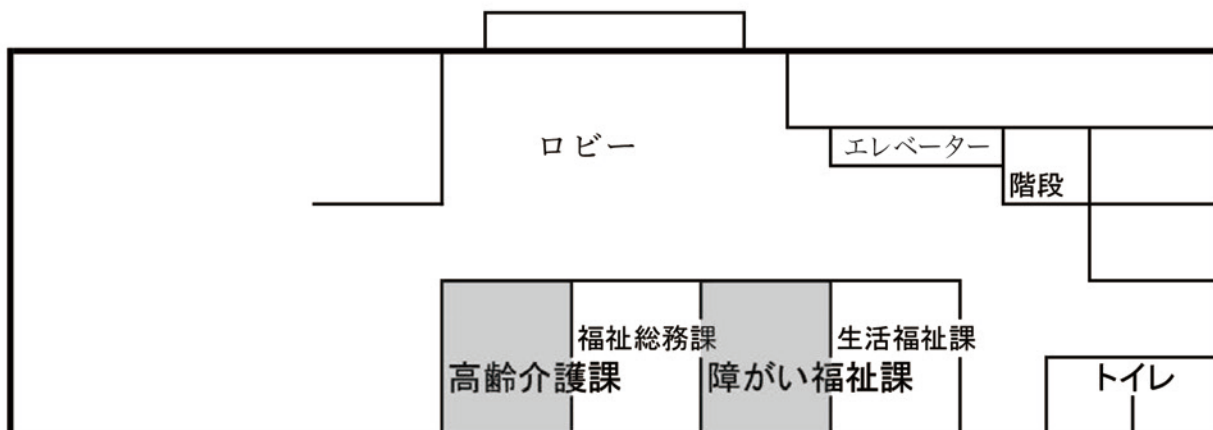 ロビー
エレベーター
階段
福祉総務課
生活福祉課
高齢介護課
障がい福祉課
トイレ